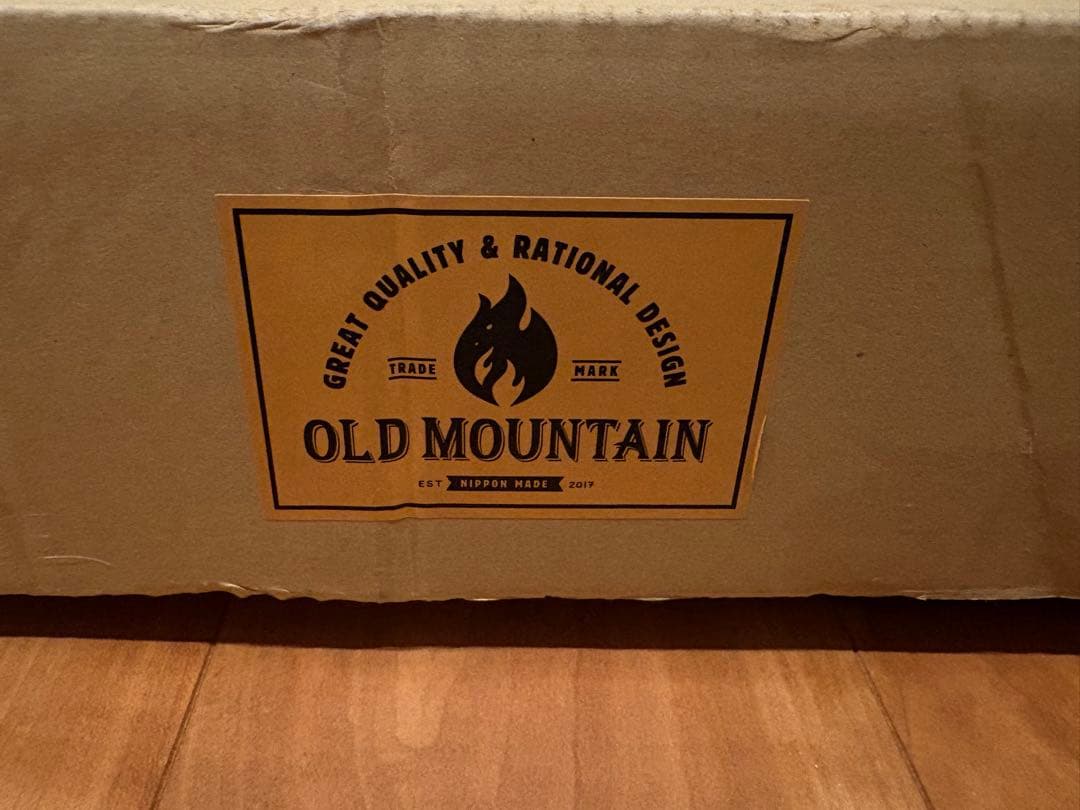 GREAT QUALITY & RATIONAL DESIGN
TRADE MARK
OLD MOUNTAIN
EST NIPPON MADE 2017